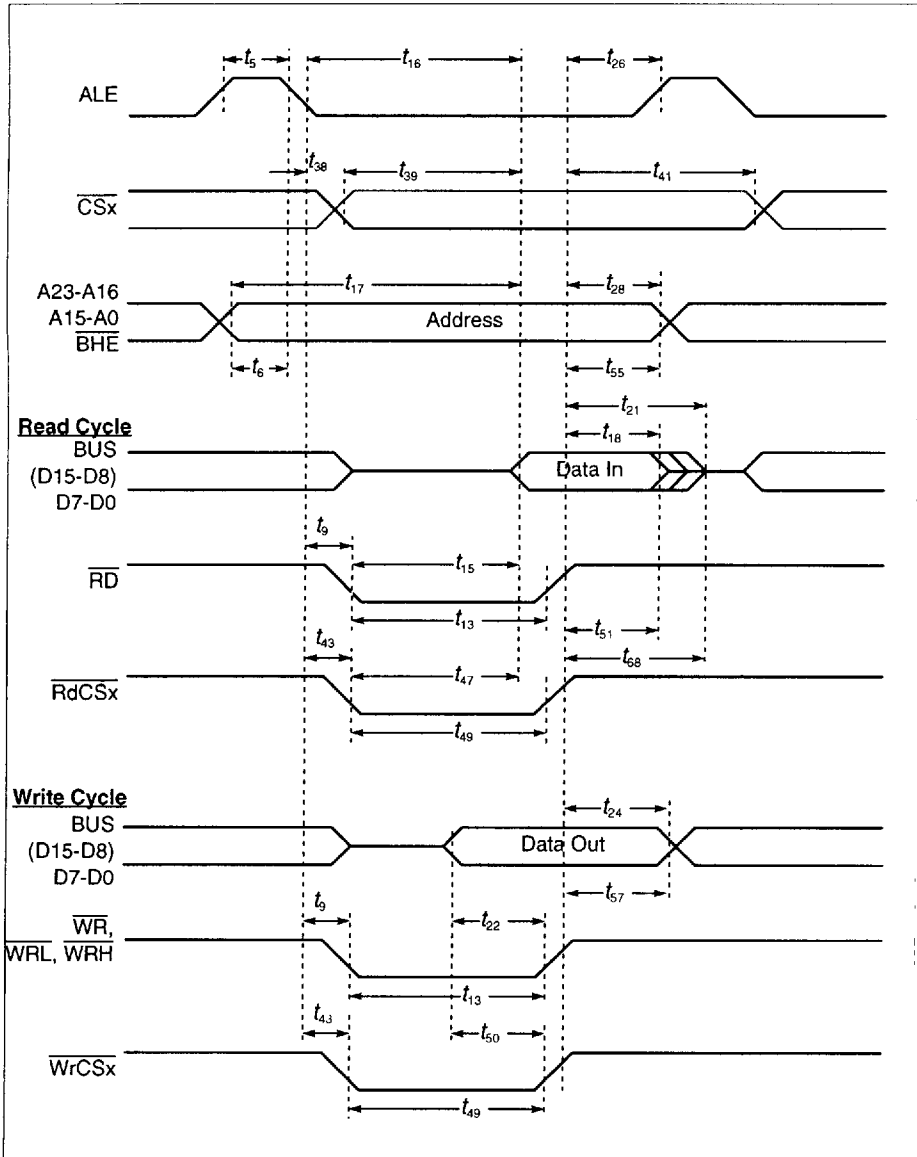 t5 t16 t26
ALE
t38 t39 t41
CSx
t17 t28
A23-A16
A15-A0 Address
BHE
t6 t55
t21
Read Cycle
t18
BUS
(D15-D8) Data In
D7-D0
t9
t15
RD
t13 t51
t43 t68
t47
RdCSx
t49
Write Cycle
t24
BUS
(D15-D8) Data Out
D7-D0
t57
t9 t22
WR,
WRL, WRH
t13
t43 t50
WrCSx
t49